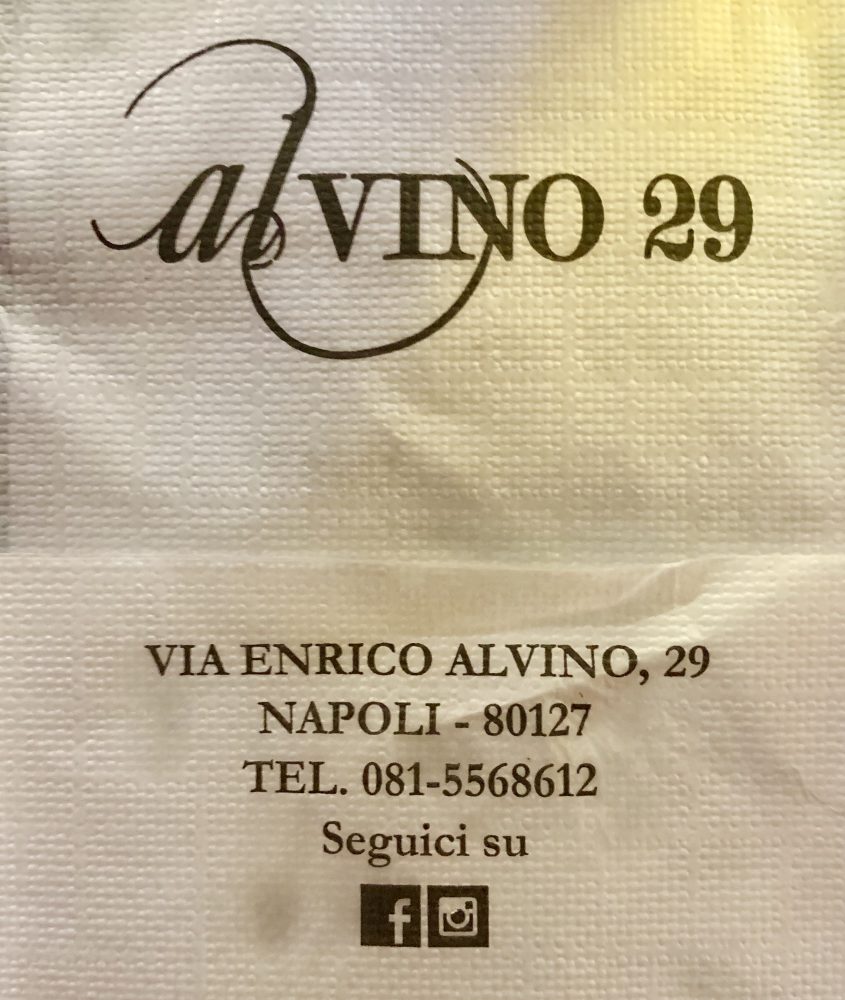 alVINO 29
VIA ENRICO ALVINO, 29
NAPOLI - 80127
TEL. 081-5568612
Seguici su